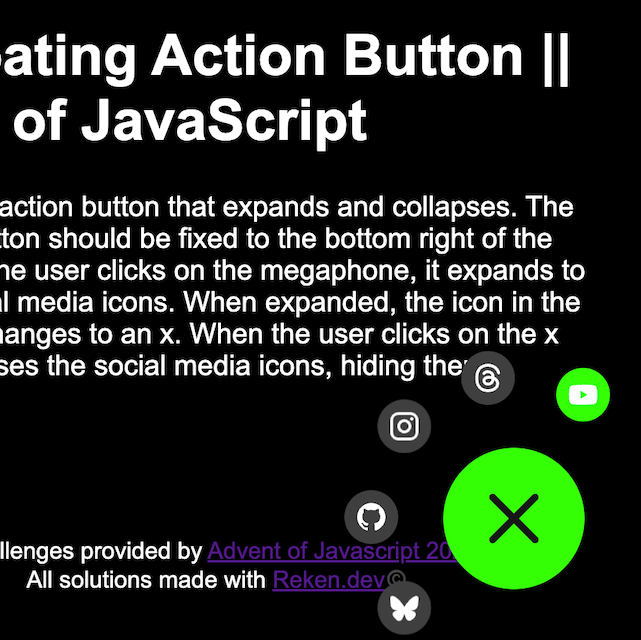 ating Action Button ||
of JavaScript
action button that expands and collapses. The
ton should be fixed to the bottom right of the
he user clicks on the megaphone, it expands to
l media icons. When expanded, the icon in the
hanges to an x. When the user clicks on the x
ses the social media icons, hiding the
llenges provided by Advent of Javascript 20
All solutions made with Reken.dev©